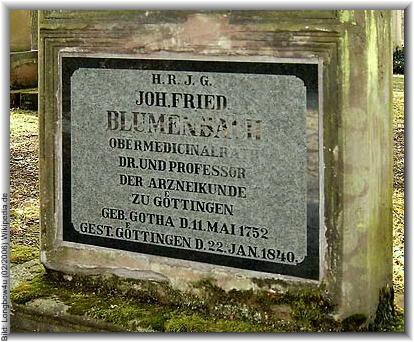 H. R. J. G.
JOH. FRIED.
BLUMENBACH
OBERMEDICINALRATH
DR. UND PROFESSOR
DER ARZNEIKUNDE
ZU GÖTTINGEN
GEB. GOTHA D. 11. MAI 1752
GEST. GÖTTINGEN D. 22. JAN. 1840.
Bild: Longbow4u (02/2006) Wikipedia.de